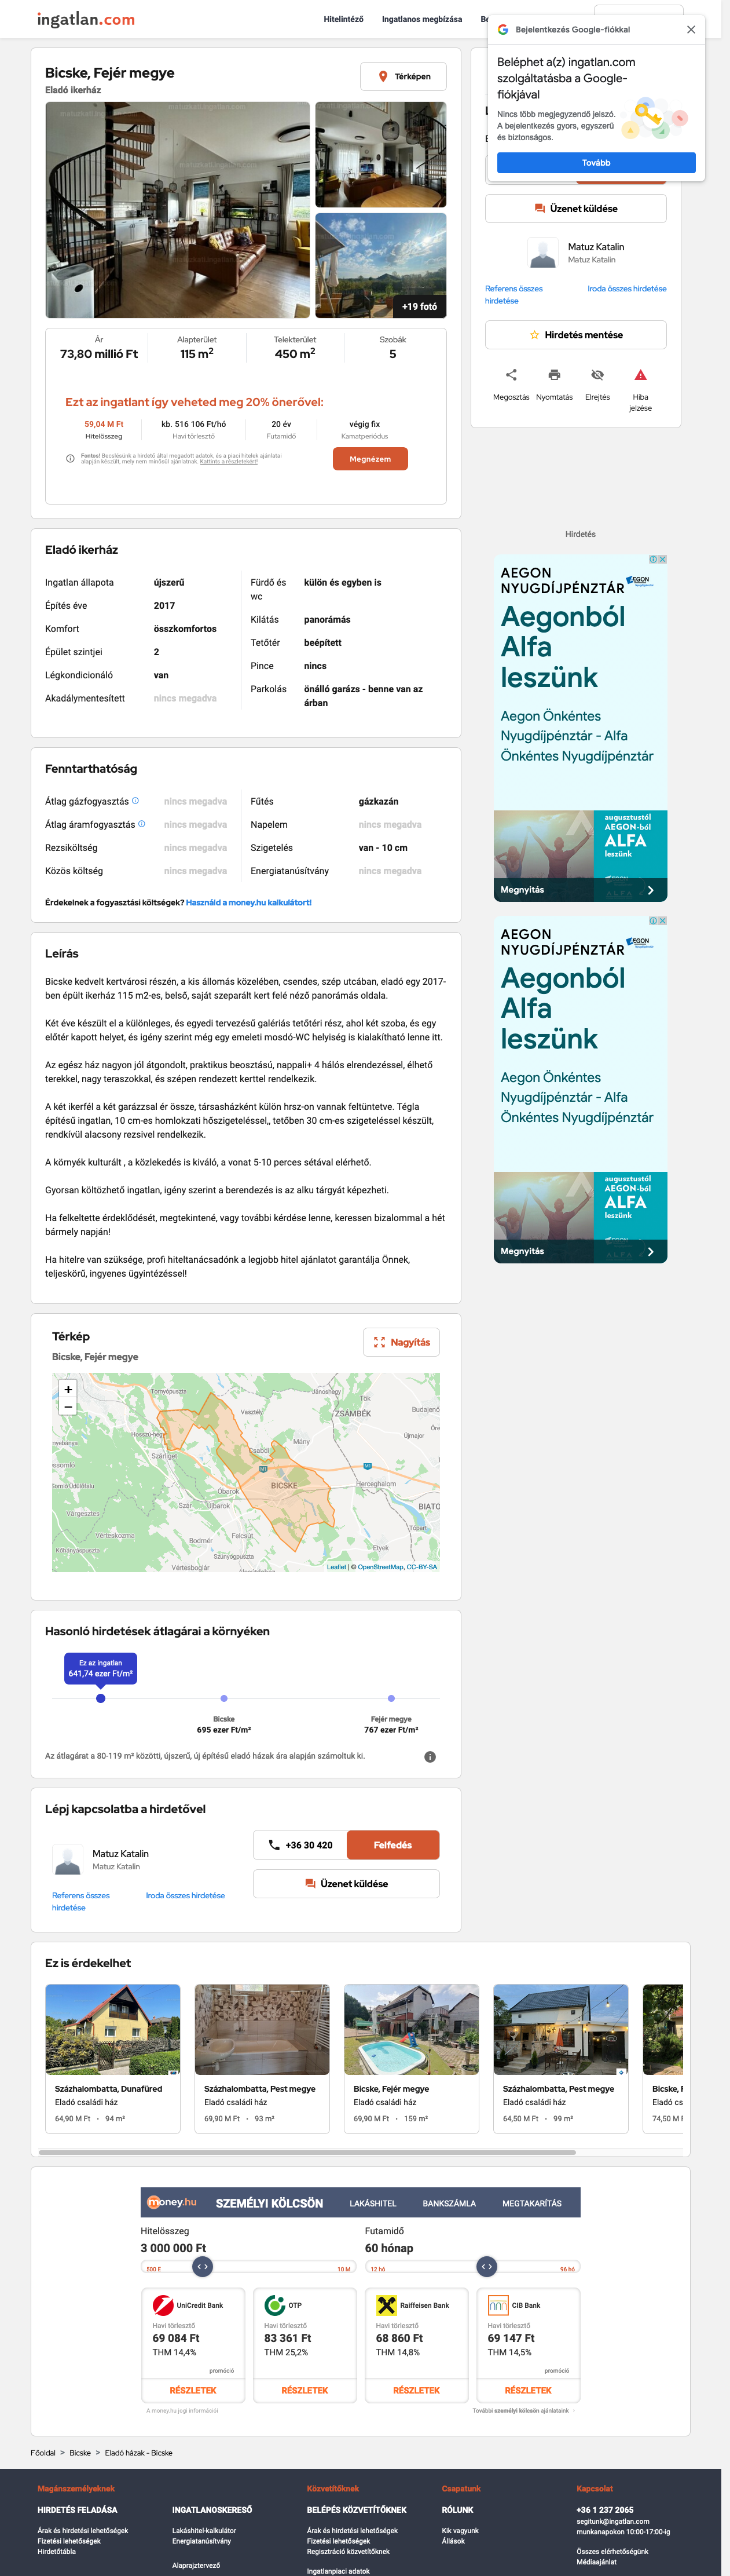 ingatlan.com
Hitelintéző
Ingatlanos megbízása
Bejelentkezés Google-fiókkal
Beléphet a(z) ingatlan.com
szolgáltatásba a Google-
fiókjával
Nincs több megjegyzendő jelszó.
A bejelentkezés gyors, egyszerű
és biztonságos.
Tovább
Bicske, Fejér megye
Eladó ikerház
Térképen
+19 fotó
Ár
73,80 millió Ft
Alapterület
115 m²
Telekterület
450 m²
Szobák
5
Ezt az ingatlant így veheted meg 20% önerővel:
59,04 M Ft
Hitelösszeg
kb. 516 106 Ft/hó
Havi törlesztő
20 év
Futamidő
végig fix
Kamatperiódus
Fontos! Becslésünk a hirdető által megadott adatok, és a piaci hitelek ajánlatai
alapján készült, mely nem minősül ajánlatnak. Kattints a részletekért!
Megnézem
Üzenet küldése
Matuz Katalin
Matuz Katalin
Referens összes
hirdetése
Iroda összes hirdetése
Hirdetés mentése
Megosztás
Nyomtatás
Elrejtés
Hiba
jelzése
Eladó ikerház
Ingatlan állapota
újszerű
Építés éve
2017
Komfort
összkomfortos
Épület szintjei
2
Légkondicionáló
van
Akadálymentesített
nincs megadva
Fürdő és
wc
külön és egyben is
Kilátás
panorámás
Tetőtér
beépített
Pince
nincs
Parkolás
önálló garázs - benne van az
árban
Hirdetés
AEGON
NYUGDÍJPÉNZTÁR
AEGON
Aegonból
Alfa
leszünk
Aegon Önkéntes
Nyugdíjpénztár - Alfa
Önkéntes Nyugdíjpénztár
augusztustól
AEGON-ból
ALFA
leszünk
Megnyitás
AEGON
NYUGDÍJPÉNZTÁR
AEGON
Aegonból
Alfa
leszünk
Aegon Önkéntes
Nyugdíjpénztár - Alfa
Önkéntes Nyugdíjpénztár
augusztustól
AEGON-ból
ALFA
leszünk
Megnyitás
Fenntarthatóság
Átlag gázfogyasztás
nincs megadva
Átlag áramfogyasztás
nincs megadva
Rezsiköltség
nincs megadva
Közös költség
nincs megadva
Fűtés
gázkazán
Napelem
nincs megadva
Szigetelés
van - 10 cm
Energiatanúsítvány
nincs megadva
Érdekelnek a fogyasztási költségek? Használd a money.hu kalkulátort!
Leírás
Bicske kedvelt kertvárosi részén, a kis állomás közelében, csendes, szép utcában, eladó egy 2017-
ben épült ikerház 115 m2-es, belső, saját szeparált kert felé néző panorámás oldala.
Két éve készült el a különleges, és egyedi tervezésű galériás tetőtéri rész, ahol két szoba, és egy
előtér kapott helyet, és igény szerint még egy emeleti mosdó-WC helyiség is kialakítható lenne itt.
Az egész ház nagyon jól átgondolt, praktikus beosztású, nappali+ 4 hálós elrendezéssel, élhető
terekkel, nagy teraszokkal, és szépen rendezett kerttel rendelkezik.
A két ikerfél a két garázzsal ér össze, társasházként külön hrsz-on vannak feltüntetve. Tégla
építésű ingatlan, 10 cm-es homlokzati hőszigeteléssel,, tetőben 30 cm-es szigeteléssel készült,
rendkívül alacsony rezsivel rendelkezik.
A környék kulturált , a közlekedés is kiváló, a vonat 5-10 perces sétával elérhető.
Gyorsan költözhető ingatlan, igény szerint a berendezés is az alku tárgyát képezheti.
Ha felkeltette érdeklődését, megtekintené, vagy további kérdése lenne, keressen bizalommal a hét
bármely napján!
Ha hitelre van szüksége, profi hiteltanácsadónk a legjobb hitel ajánlatot garantálja Önnek,
teljeskörű, ingyenes ügyintézéssel!
Térkép
Bicske, Fejér megye
Nagyítás
+
−
Tornyópuszta
Jánoshegy
Tök
ZSÁMBÉK
Budajenő
Vasztély
Újmajor
Mány
Csabdi
Szárliget
M1
BICSKE
Herceghalom
Óbarok
Szár
Újbarok
BIATO
Várgesztes
Vérteskozma
Felcsút
Bodmér
Kőhányáspuszta
Szúnyogpuszta
Etyek
Vértesboglár
Leaflet | © OpenStreetMap, CC-BY-SA
Hasonló hirdetések átlagárai a környéken
Ez az ingatlan
641,74 ezer Ft/m²
Bicske
695 ezer Ft/m²
Fejér megye
767 ezer Ft/m²
Az átlagárat a 80-119 m² közötti, újszerű, új építésű eladó házak ára alapján számoltuk ki.
Lépj kapcsolatba a hirdetővel
Matuz Katalin
Matuz Katalin
Referens összes
hirdetése
Iroda összes hirdetése
+36 30 420
Felfedés
Üzenet küldése
Ez is érdekelhet
Százhalombatta, Dunafüred
Eladó családi ház
64,90 M Ft • 94 m²
Százhalombatta, Pest megye
Eladó családi ház
69,90 M Ft • 93 m²
Bicske, Fejér megye
Eladó családi ház
69,90 M Ft • 159 m²
Százhalombatta, Pest megye
Eladó családi ház
64,50 M Ft • 99 m²
Bicske, F
Eladó cs
74,50 M F
money.hu
SZEMÉLYI KÖLCSÖN
LAKÁSHITEL
BANKSZÁMLA
MEGTAKARÍTÁS
Hitelösszeg
3 000 000 Ft
500 E
10 M
Futamidő
60 hónap
12 hó
96 hó
UniCredit Bank
Havi törlesztő
69 084 Ft
THM 14,4%
promóció
RÉSZLETEK
OTP
Havi törlesztő
83 361 Ft
THM 25,2%
RÉSZLETEK
Raiffeisen Bank
Havi törlesztő
68 860 Ft
THM 14,8%
RÉSZLETEK
CIB Bank
Havi törlesztő
69 147 Ft
THM 14,5%
promóció
RÉSZLETEK
A money.hu jogi információi
További személyi kölcsön ajánlataink
Főoldal > Bicske > Eladó házak - Bicske
Magánszemélyeknek
HIRDETÉS FELADÁSA
Árak és hirdetési lehetőségek
Fizetési lehetőségek
Hirdetőtábla
INGATLANOSKERESŐ
Lakáshitel-kalkulátor
Energiatanúsítvány
Alaprajztervező
Közvetítőknek
BELÉPÉS KÖZVETÍTŐKNEK
Árak és hirdetési lehetőségek
Fizetési lehetőségek
Regisztráció közvetítőknek
Ingatlanpiaci adatok
Csapatunk
RÓLUNK
Kik vagyunk
Állások
Kapcsolat
+36 1 237 2065
segitunk@ingatlan.com
munkanapokon 10:00-17:00-ig
Összes elérhetőségünk
Médiaajánlat